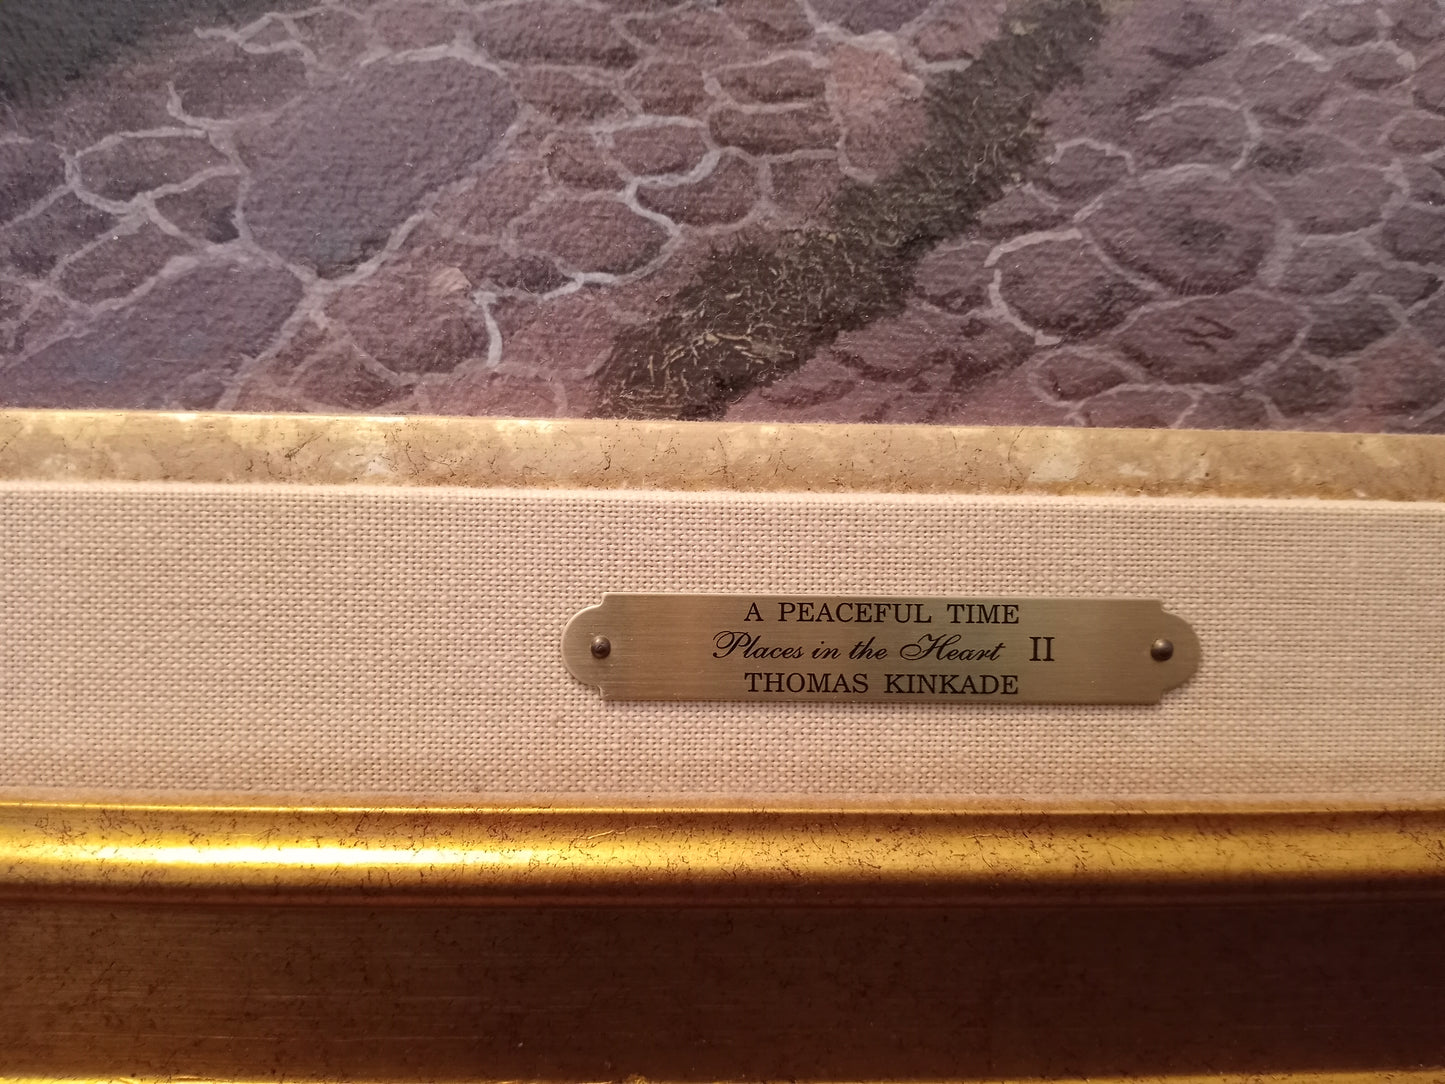 A PEACEFUL TIME
Places in the Heart II
THOMAS KINKADE